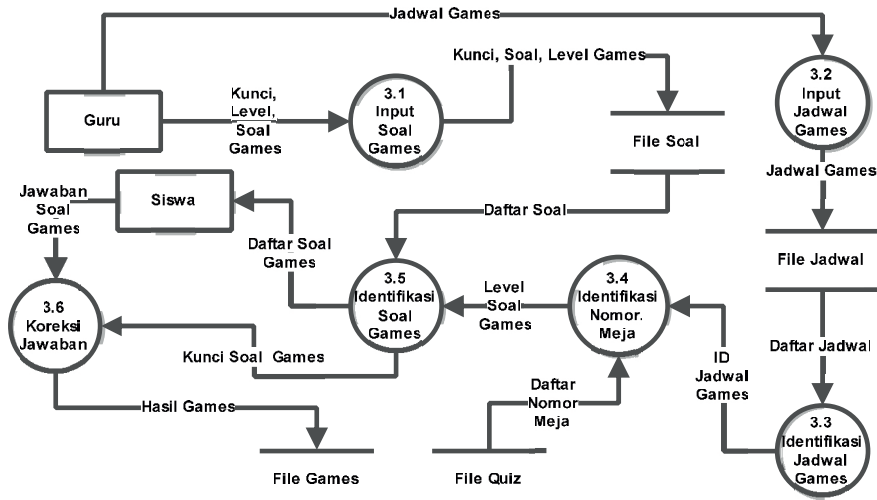 Jadwal Games
Kunci, Soal, Level Games
3.2
Input
Jadwal
Games
Kunci,
Level,
Soal
Games
3.1
Input
Soal
Games
Guru
File Soal
Jadwal Games
Jawaban
Soal
Games
Siswa
Daftar Soal
Daftar Soal
Games
File Jadwal
3.5
Identifikasi
Soal
Games
Level
Soal
Games
3.4
Identifikasi
Nomor.
Meja
3.6
Koreksi
Jawaban
Kunci Soal Games
ID
Jadwal
Games
Daftar Jadwal
Daftar
Nomor
Meja
Hasil Games
3.3
Identifikasi
Jadwal
Games
File Games
File Quiz